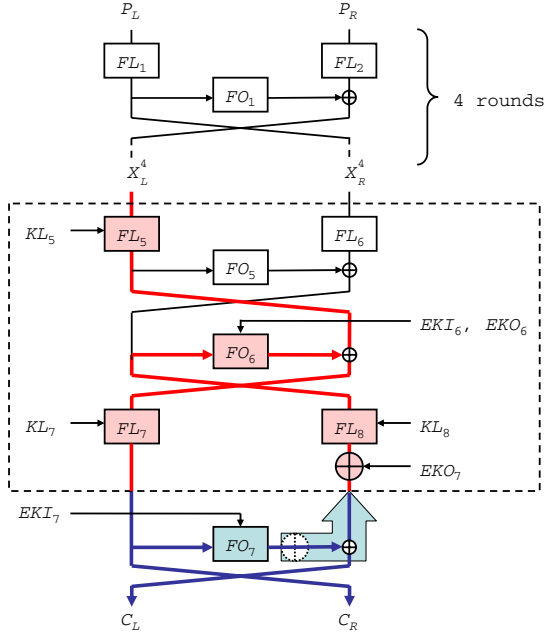 P_L P_R
FL_1 FL_2
FO_1
4 rounds
X_L^4 X_R^4
KL_5 FL_5 FL_6
FO_5
EKI_6, EKO_6
FO_6
KL_7 FL_7 FL_8 KL_8
EKO_7
EKI_7
FO_7
C_L C_R